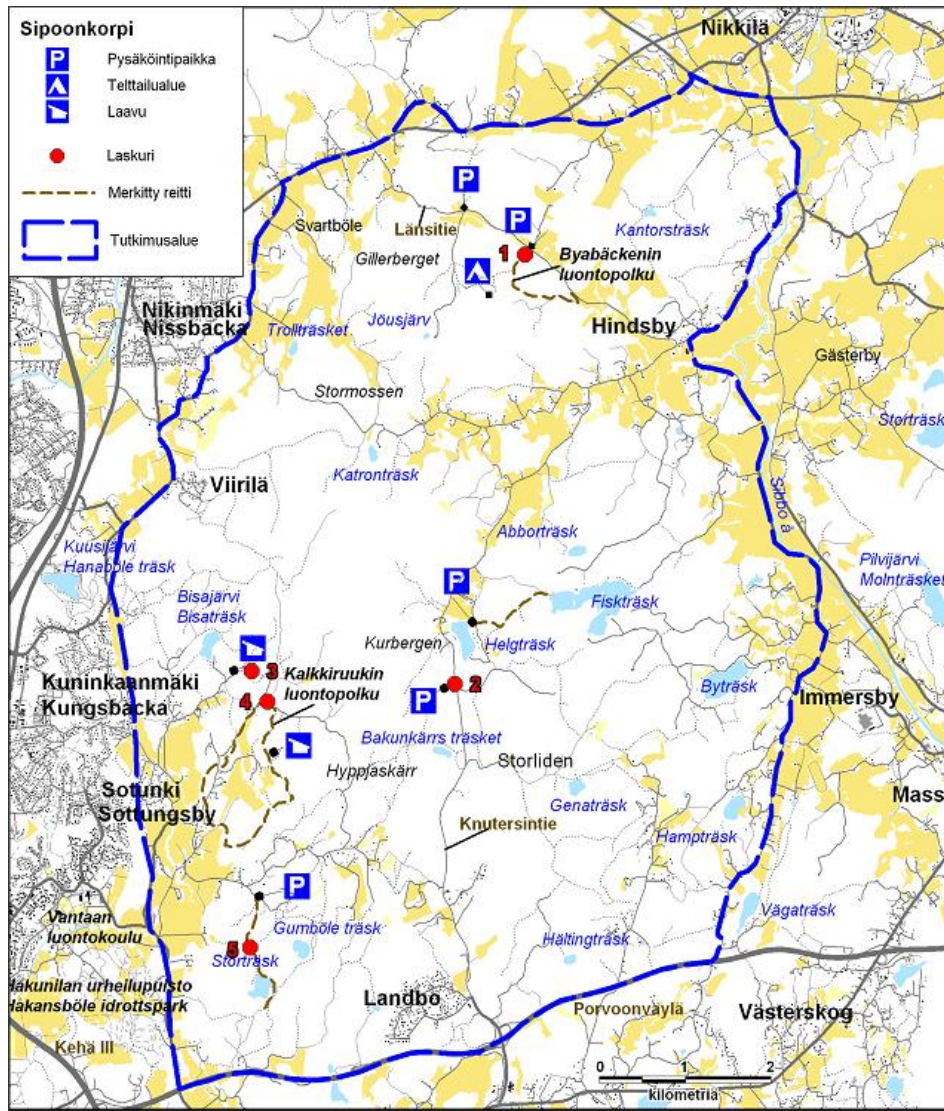 Sipoonkorpi
P
Pysäköintipaikka
Telttailualue
Laavu
Laskuri
Merkitty reitti
Tutkimusalue
Nikkilä
P
Länsitie
P
Svartböle
Kantorsträsk
Gillerberget
1
Byabäckenin
luontopolku
Nikinmäki
Nissbacka
Trollträsket
Jöusjärv
Hindsby
Gästerby
Stormossen
Storträsk
Katronträsk
Viirilä
Sibbo å
Abborträsk
Kuusijärvi
Hanaböle träsk
Pilvijärvi
Molnträsket
P
Bisajärvi
Bisaträsk
Fiskträsk
Kurbergen
Helgträsk
3
Kalkkiruukin
luontopolku
Kuninkaanmäki
Kungsbacka
4
2
P
Byträsk
Immersby
Bakunkärrs träsket
Hyppjaskärr
Storliden
Sotunki
Sottungsby
Genaträsk
Mass
Knutersintie
Hampträsk
P
Vantaan
luontokoulu
Gumböle träsk
Vägaträsk
5
Storträsk
Hältingträsk
Hakunilan urheilupuisto
Hakansböle idrottspark
Landbo
Porvoonväylä
Västerskog
Kehä III
0 1 2
kilometriä